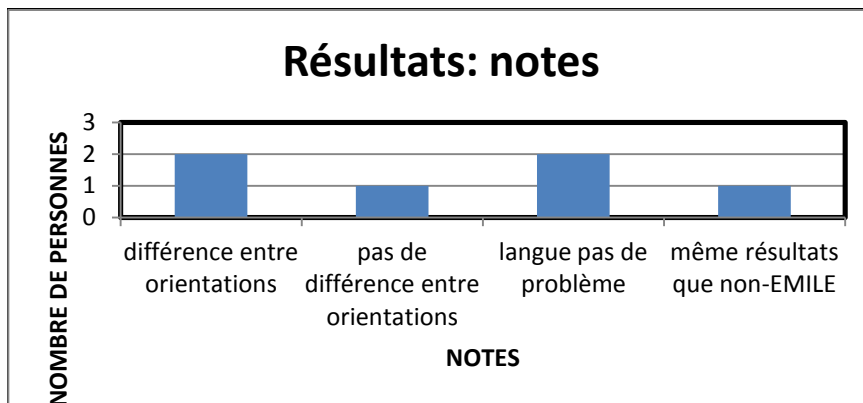 Résultats: notes
NOMBRE DE PERSONNES
3
2
1
0
différence entre
orientations
pas de
différence entre
orientations
langue pas de
problème
même résultats
que non-EMILE
NOTES